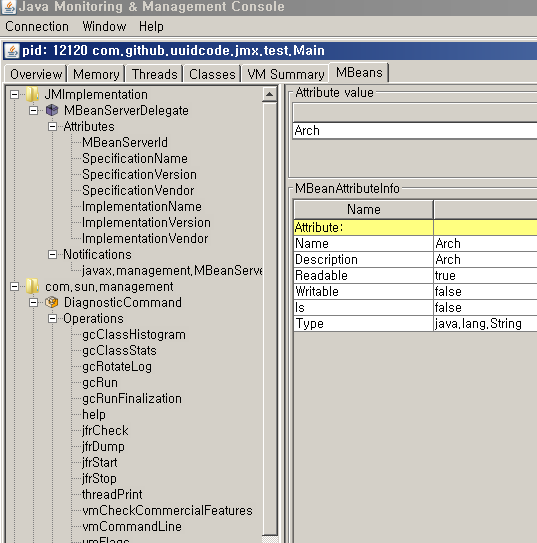 Java Monitoring & Management Console
Connection Window Help
pid: 12120 com.github.uuidcode.jmx.test.Main
Overview Memory Threads Classes VM Summary MBeans
JMImplementation
MBeanServerDelegate
Attributes
MBeanServerId
SpecificationName
SpecificationVersion
SpecificationVendor
ImplementationName
ImplementationVersion
ImplementationVendor
Notifications
javax.management.MBeanServe
com.sun.management
DiagnosticCommand
Operations
gcClassHistogram
gcClassStats
gcRotateLog
gcRun
gcRunFinalization
help
jfrCheck
jfrDump
jfrStart
jfrStop
threadPrint
vmCheckCommercialFeatures
vmCommandLine
vmFlags
Attribute value
Arch
MBeanAttributeInfo
Name
Attribute:
Name Arch
Description Arch
Readable true
Writable false
Is false
Type java.lang.String